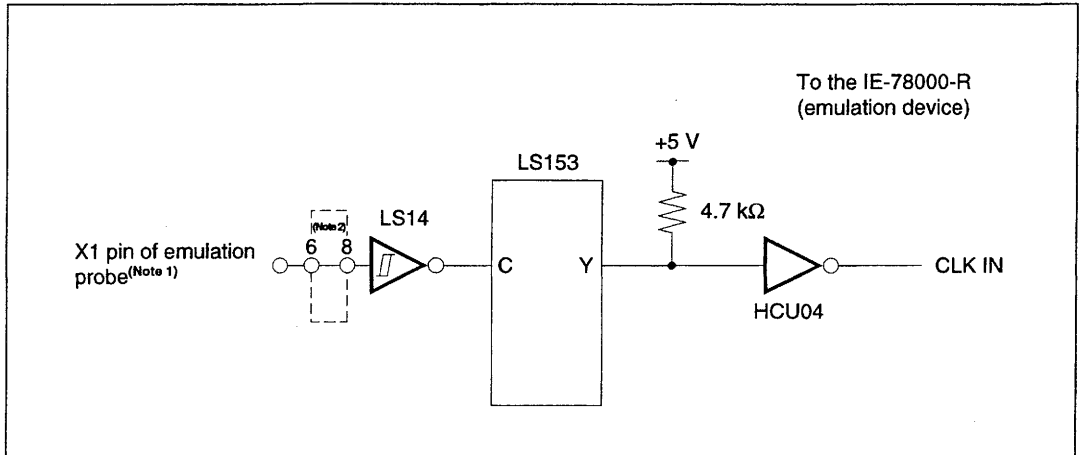 To the IE-78000-R
(emulation device)
+5 V
LS153
4.7 kΩ
LS14
(Note 2)
X1 pin of emulation
probe(Note 1)
6 8
C Y
CLK IN
HCU04